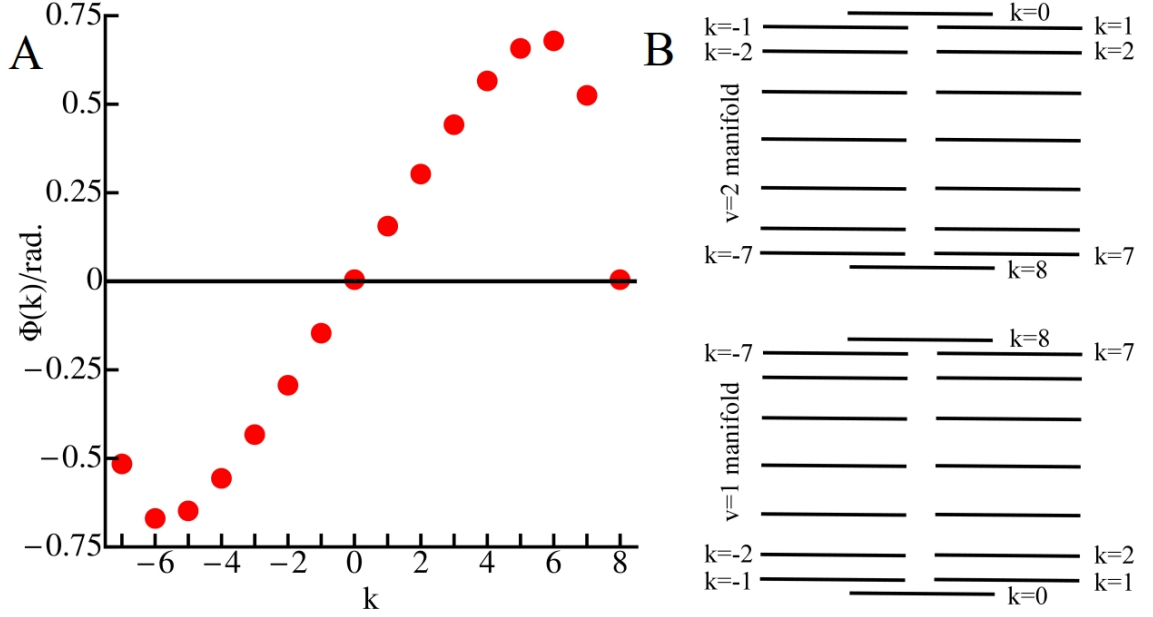 A
0.75
0.5
0.25
0
−0.25
−0.5
−0.75
Φ(k)/rad.
−6 −4 −2 0 2 4 6 8
k
B
k=0
k=-1 k=1
k=-2 k=2
v=2 manifold
k=-7 k=7
k=8
k=8
k=-7 k=7
v=1 manifold
k=-2 k=2
k=-1 k=1
k=0